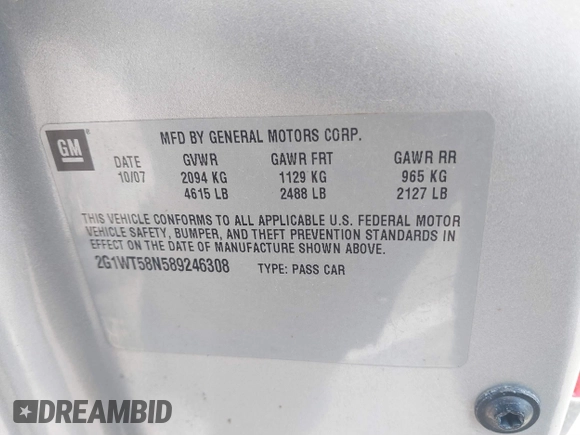 GM
MFD BY GENERAL MOTORS CORP.
DATE GVWR GAWR FRT GAWR RR
10/07 2094 KG 1129 KG 965 KG
4615 LB 2488 LB 2127 LB
THIS VEHICLE CONFORMS TO ALL APPLICABLE U.S. FEDERAL MOTOR
VEHICLE SAFETY, BUMPER, AND THEFT PREVENTION STANDARDS IN
EFFECT ON THE DATE OF MANUFACTURE SHOWN ABOVE.
2G1WT58N589246308 TYPE: PASS CAR
DREAMBID